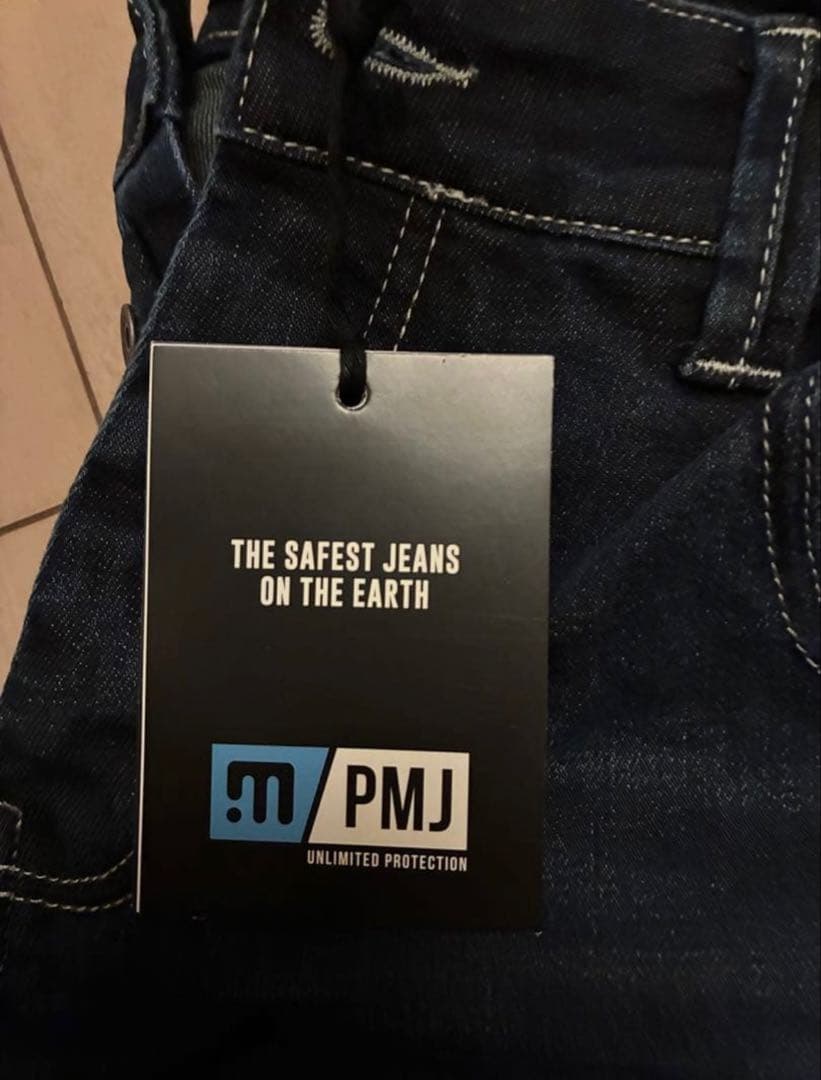 THE SAFEST JEANS
ON THE EARTH
m PMJ
UNLIMITED PROTECTION